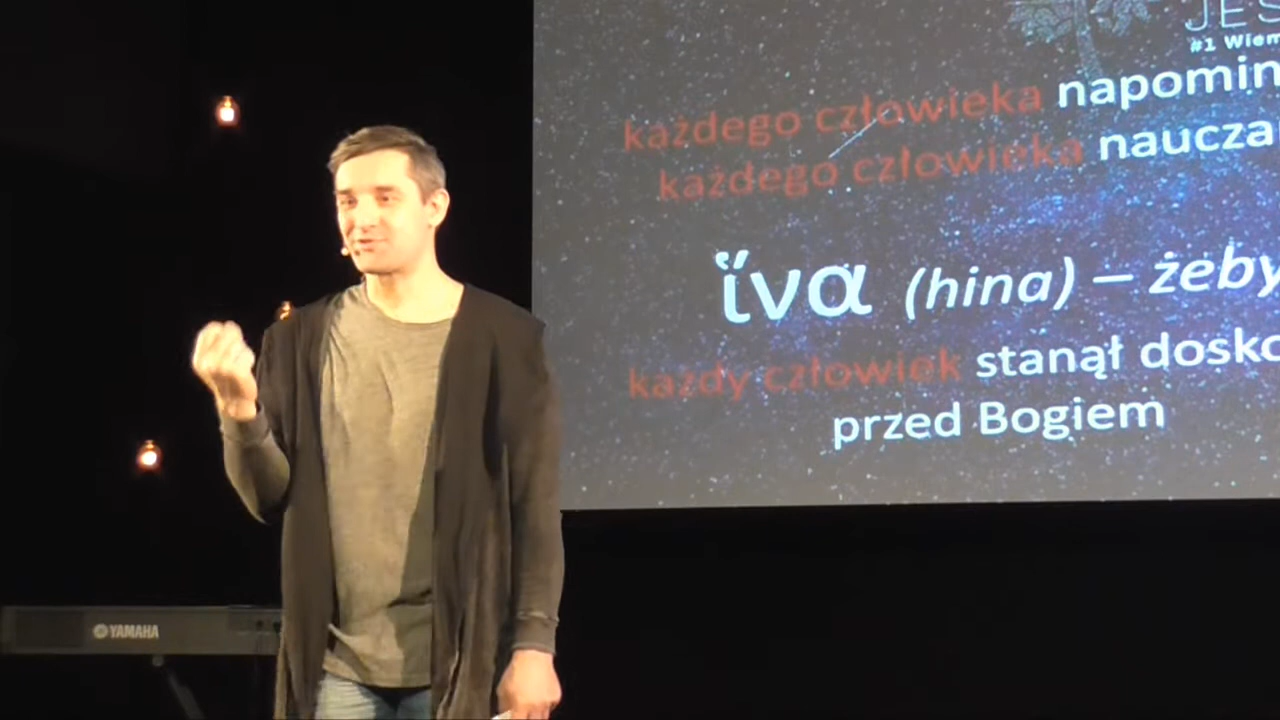 JES
#1 Wiem
każdego człowieka napomin
każdego człowieka naucza
ἵνα (hina) – żeby
każdy człowiek stanął dosko
przed Bogiem
YAMAHA